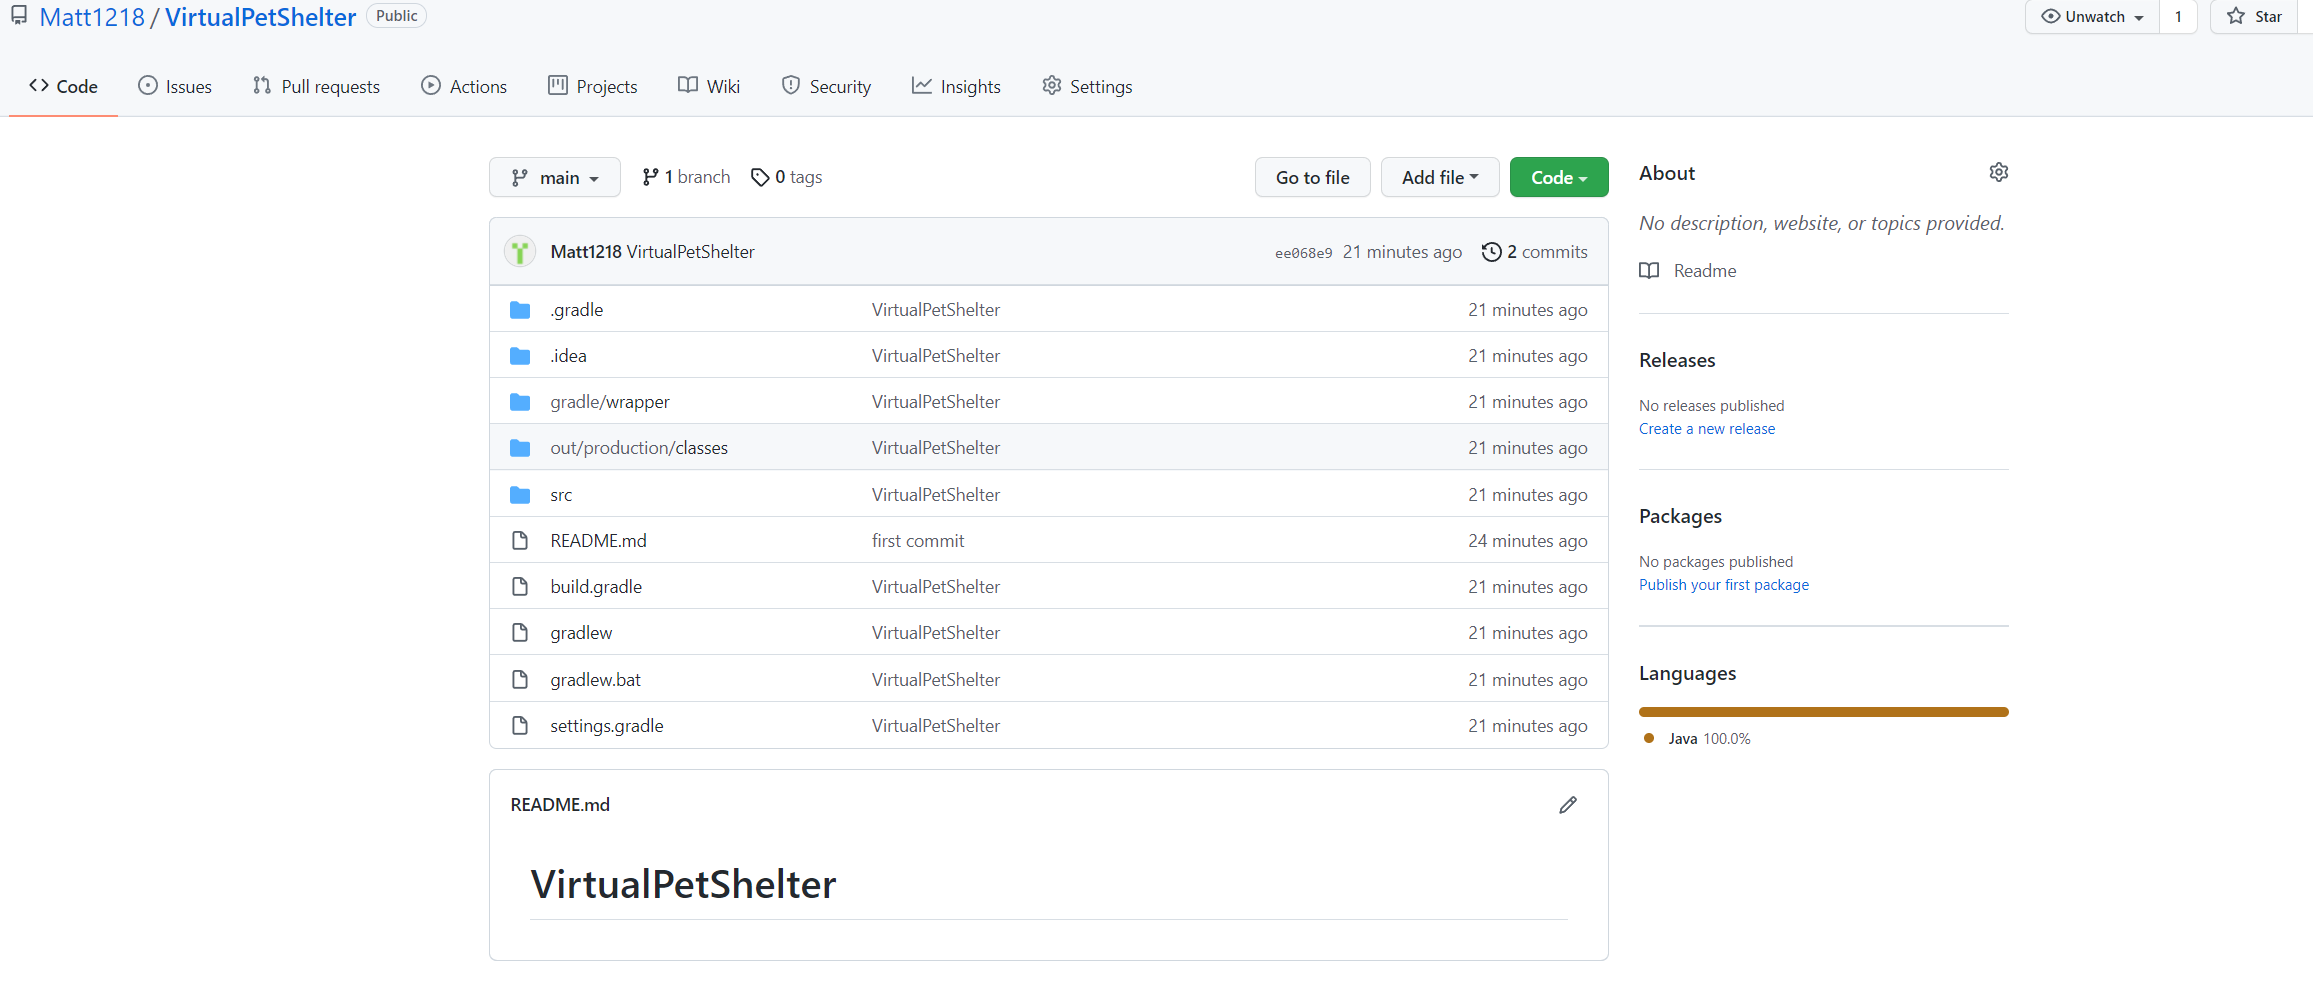 Matt1218 / VirtualPetShelter Public
Unwatch 1 Star
Code Issues Pull requests Actions Projects Wiki Security Insights Settings
main 1 branch 0 tags Go to file Add file Code
Matt1218 VirtualPetShelter ee068e9 21 minutes ago 2 commits
.gradle VirtualPetShelter 21 minutes ago
.idea VirtualPetShelter 21 minutes ago
gradle/wrapper VirtualPetShelter 21 minutes ago
out/production/classes VirtualPetShelter 21 minutes ago
src VirtualPetShelter 21 minutes ago
README.md first commit 24 minutes ago
build.gradle VirtualPetShelter 21 minutes ago
gradlew VirtualPetShelter 21 minutes ago
gradlew.bat VirtualPetShelter 21 minutes ago
settings.gradle VirtualPetShelter 21 minutes ago
README.md
VirtualPetShelter
About
No description, website, or topics provided.
Readme
Releases
No releases published
Create a new release
Packages
No packages published
Publish your first package
Languages
Java 100.0%